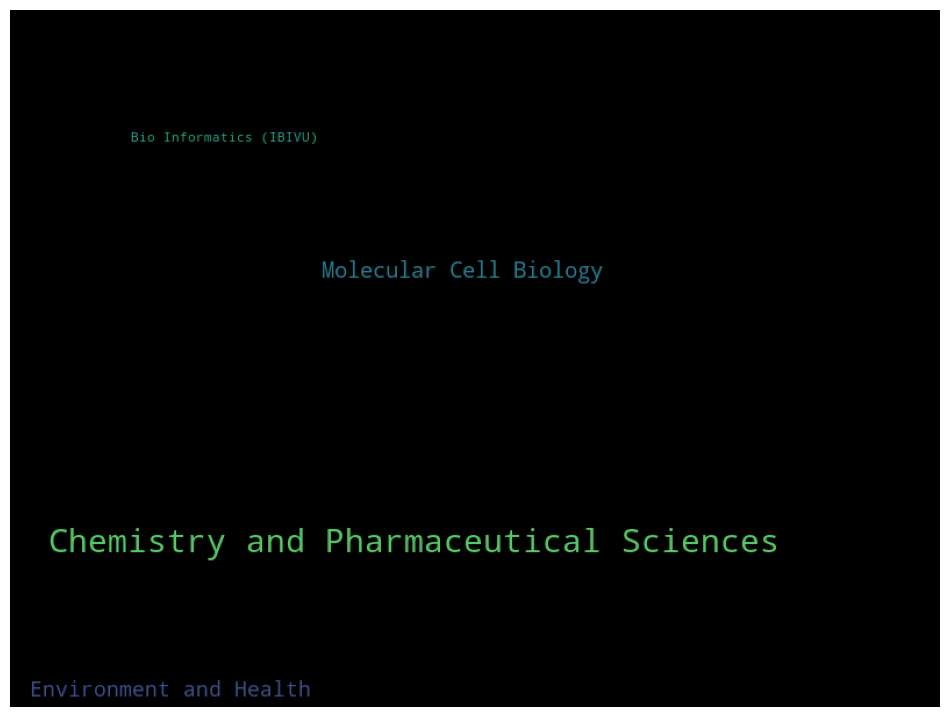 Bio Informatics (IBIVU)
Molecular Cell Biology
Chemistry and Pharmaceutical Sciences
Environment and Health